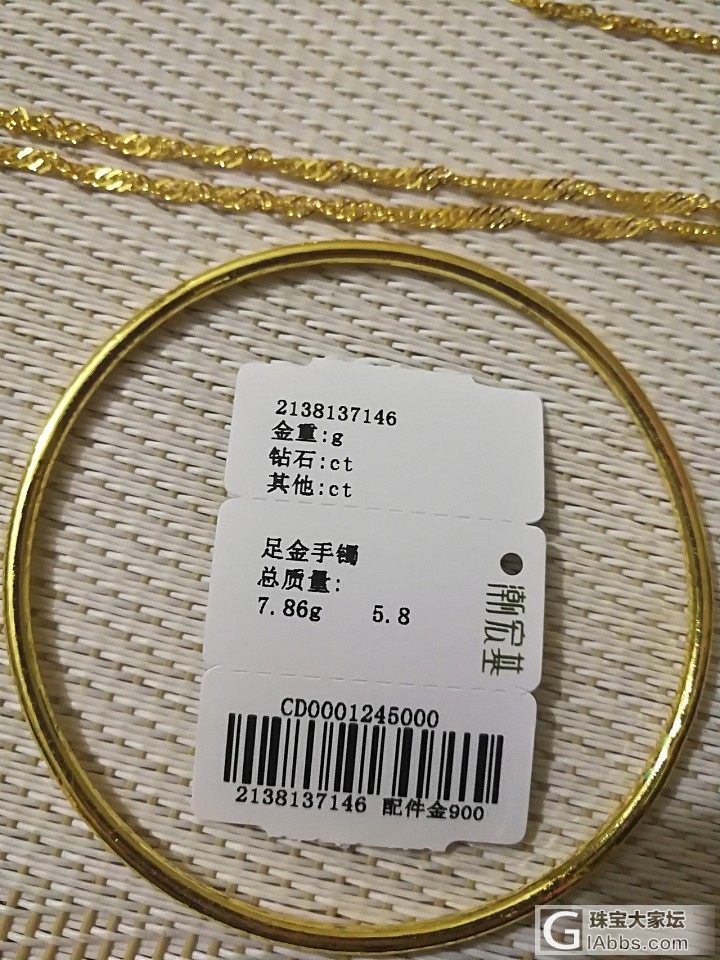 2138137146
金重:g
钻石:ct
其他:ct
足金手镯
总质量:
7.86g 5.8
潮宏基
CD0001245000
2138137146 配件金900
G 珠宝大家坛
lAbbs.com